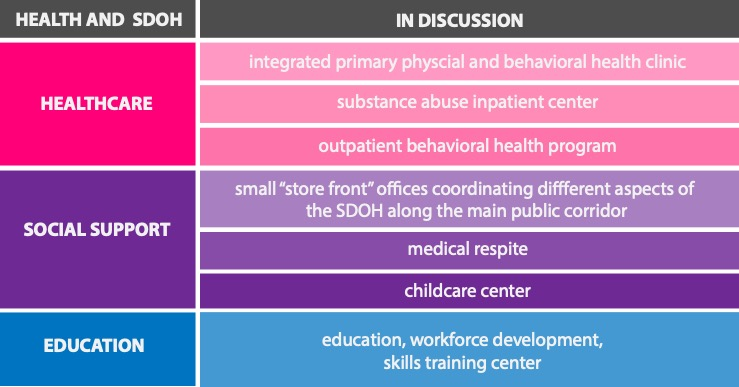 HEALTH AND SDOH
IN DISCUSSION
HEALTHCARE
integrated primary physcial and behavioral health clinic
substance abuse inpatient center
outpatient behavioral health program
SOCIAL SUPPORT
small “store front” offices coordinating diffferent aspects of
the SDOH along the main public corridor
medical respite
childcare center
EDUCATION
education, workforce development,
skills training center